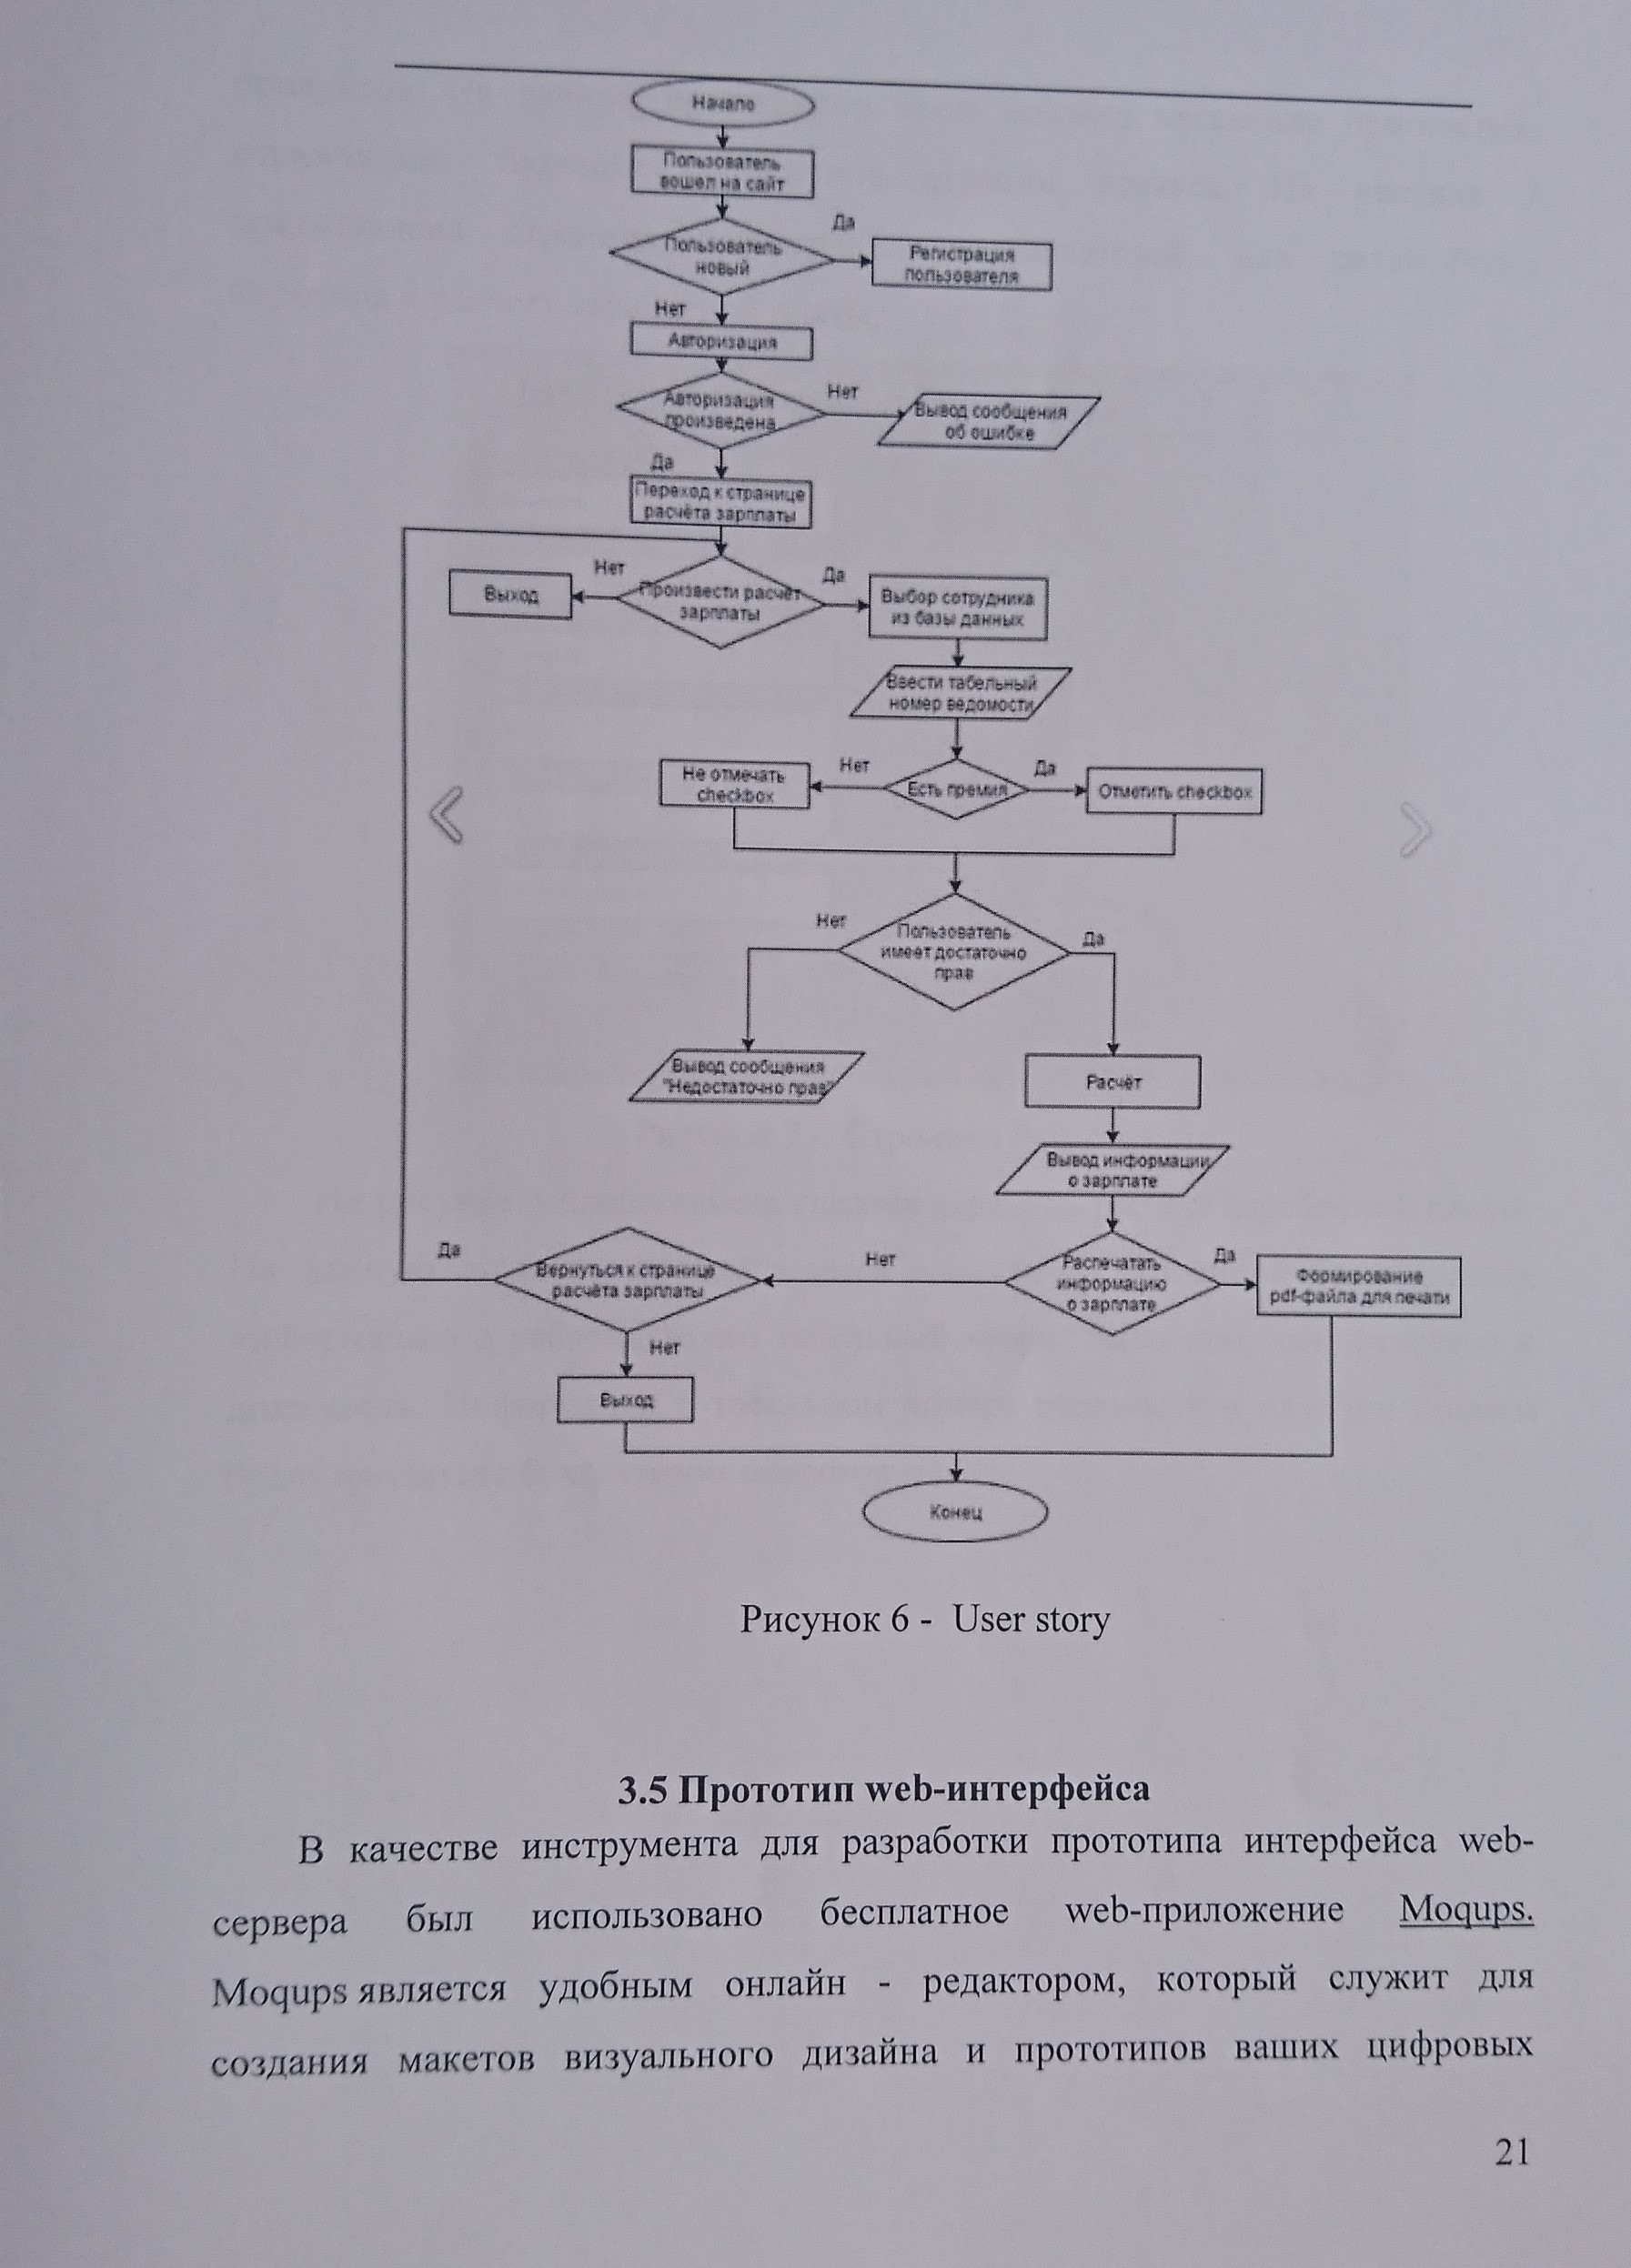 Начало
Пользователь
вошел на сайт
Да
Пользователь
новый
Регистрация
пользователя
Нет
Авторизация
Нет
Авторизация
произведена
Вывод сообщения
об ошибке
Да
Переход к странице
расчёта зарплаты
Нет
Да
Выход
Произвести расчёт
зарплаты
Выбор сотрудника
из базы данных
Ввести табельный
номер ведомости
Нет
Да
Не отмечать
checkbox
Есть премия
Отметить checkbox
Нет
Да
Пользователь
имеет достаточно
прав
Вывод сообщения
"Недостаточно прав"
Расчёт
Вывод информации
о зарплате
Да
Нет
Да
Вернуться к странице
расчёта зарплаты
Распечатать
информацию
о зарплате
Формирование
pdf-файла для печати
Нет
Выход
Конец
Рисунок 6 - User story
3.5 Прототип web-интерфейса
В качестве инструмента для разработки прототипа интерфейса web-
сервера был использовано бесплатное web-приложение Moqups.
Moqups является удобным онлайн - редактором, который служит для
создания макетов визуального дизайна и прототипов ваших цифровых
21